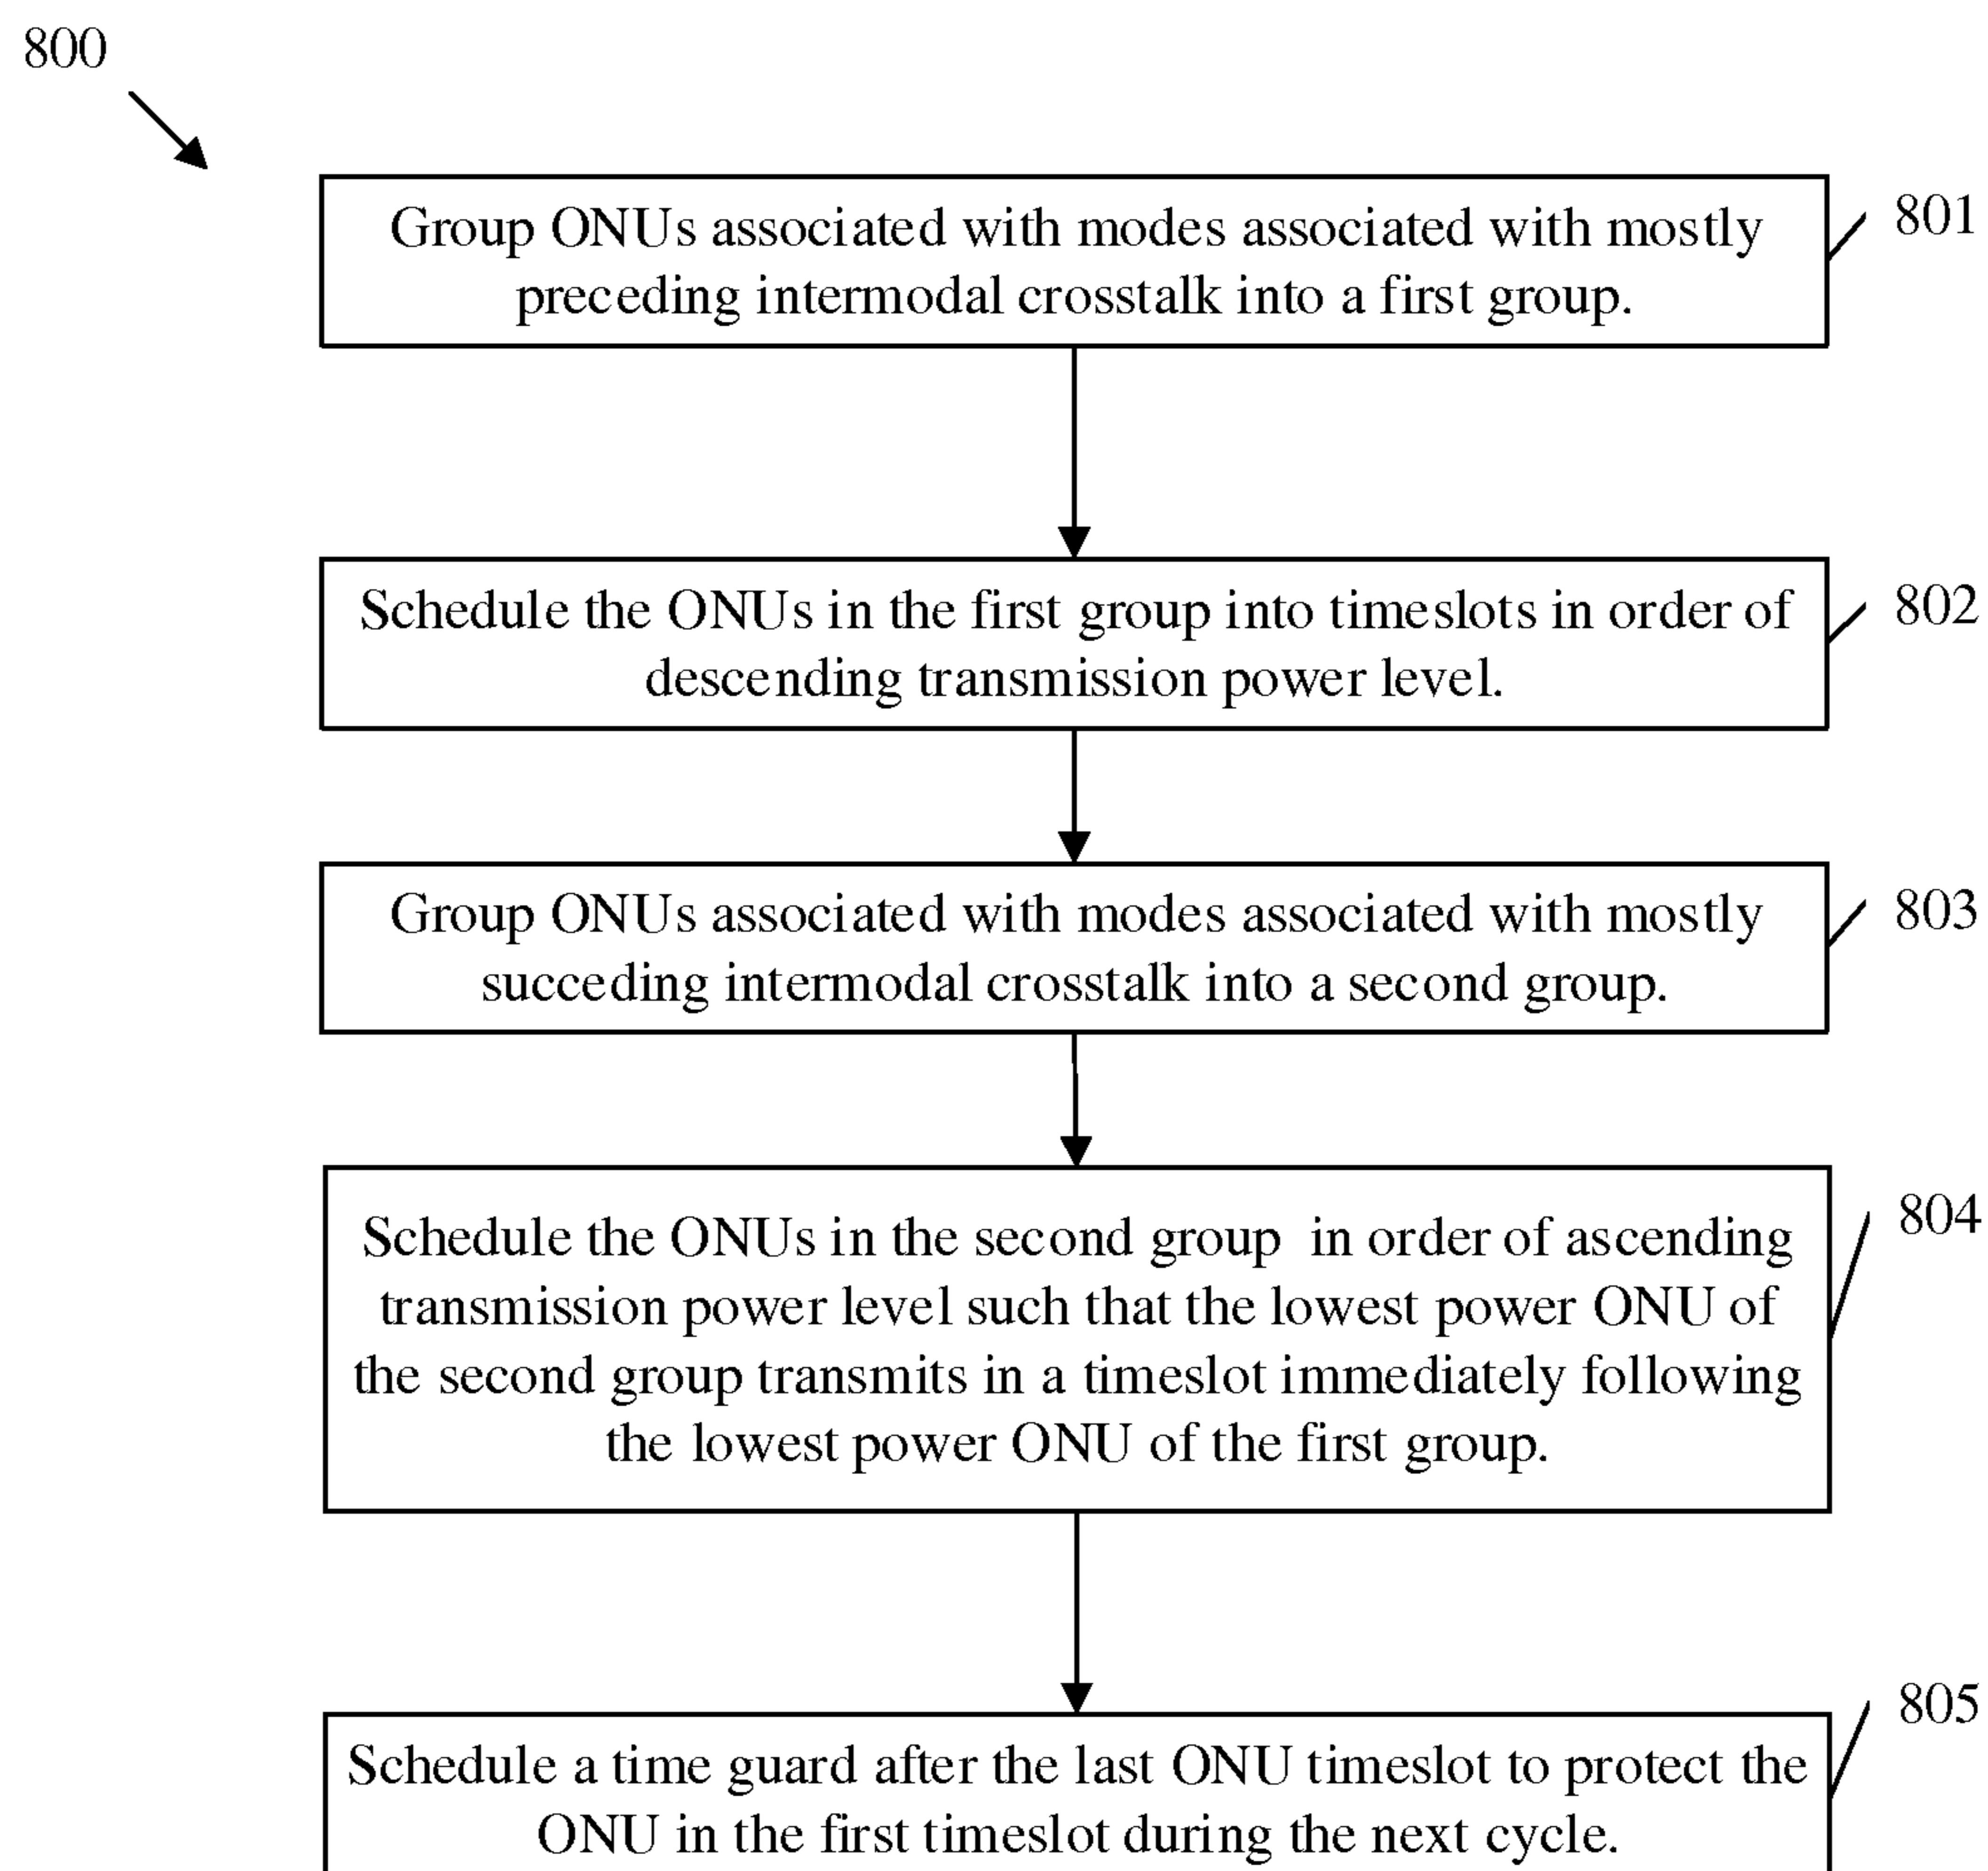 800
Group ONUs associated with modes associated with mostly
preceding intermodal crosstalk into a first group.
801
Schedule the ONUs in the first group into timeslots in order of
descending transmission power level.
802
Group ONUs associated with modes associated with mostly
succeding intermodal crosstalk into a second group.
803
Schedule the ONUs in the second group in order of ascending
transmission power level such that the lowest power ONU of
the second group transmits in a timeslot immediately following
the lowest power ONU of the first group.
804
Schedule a time guard after the last ONU timeslot to protect the
ONU in the first timeslot during the next cycle.
805